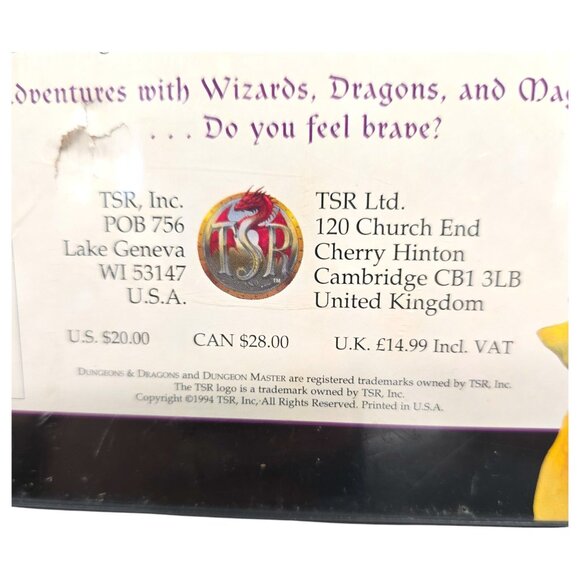 dventures with Wizards, Dragons, and Mag
. . . Do you feel brave?
TSR, Inc.
POB 756
Lake Geneva
WI 53147
U.S.A.
TSR
TM
TSR Ltd.
120 Church End
Cherry Hinton
Cambridge CB1 3LB
United Kingdom
U.S. $20.00 CAN $28.00 U.K. £14.99 Incl. VAT
DUNGEONS & DRAGONS and DUNGEON MASTER are registered trademarks owned by TSR, Inc.
The TSR logo is a trademark owned by TSR, Inc.
Copyright ©1994 TSR, Inc, All Rights Reserved. Printed in U.S.A.